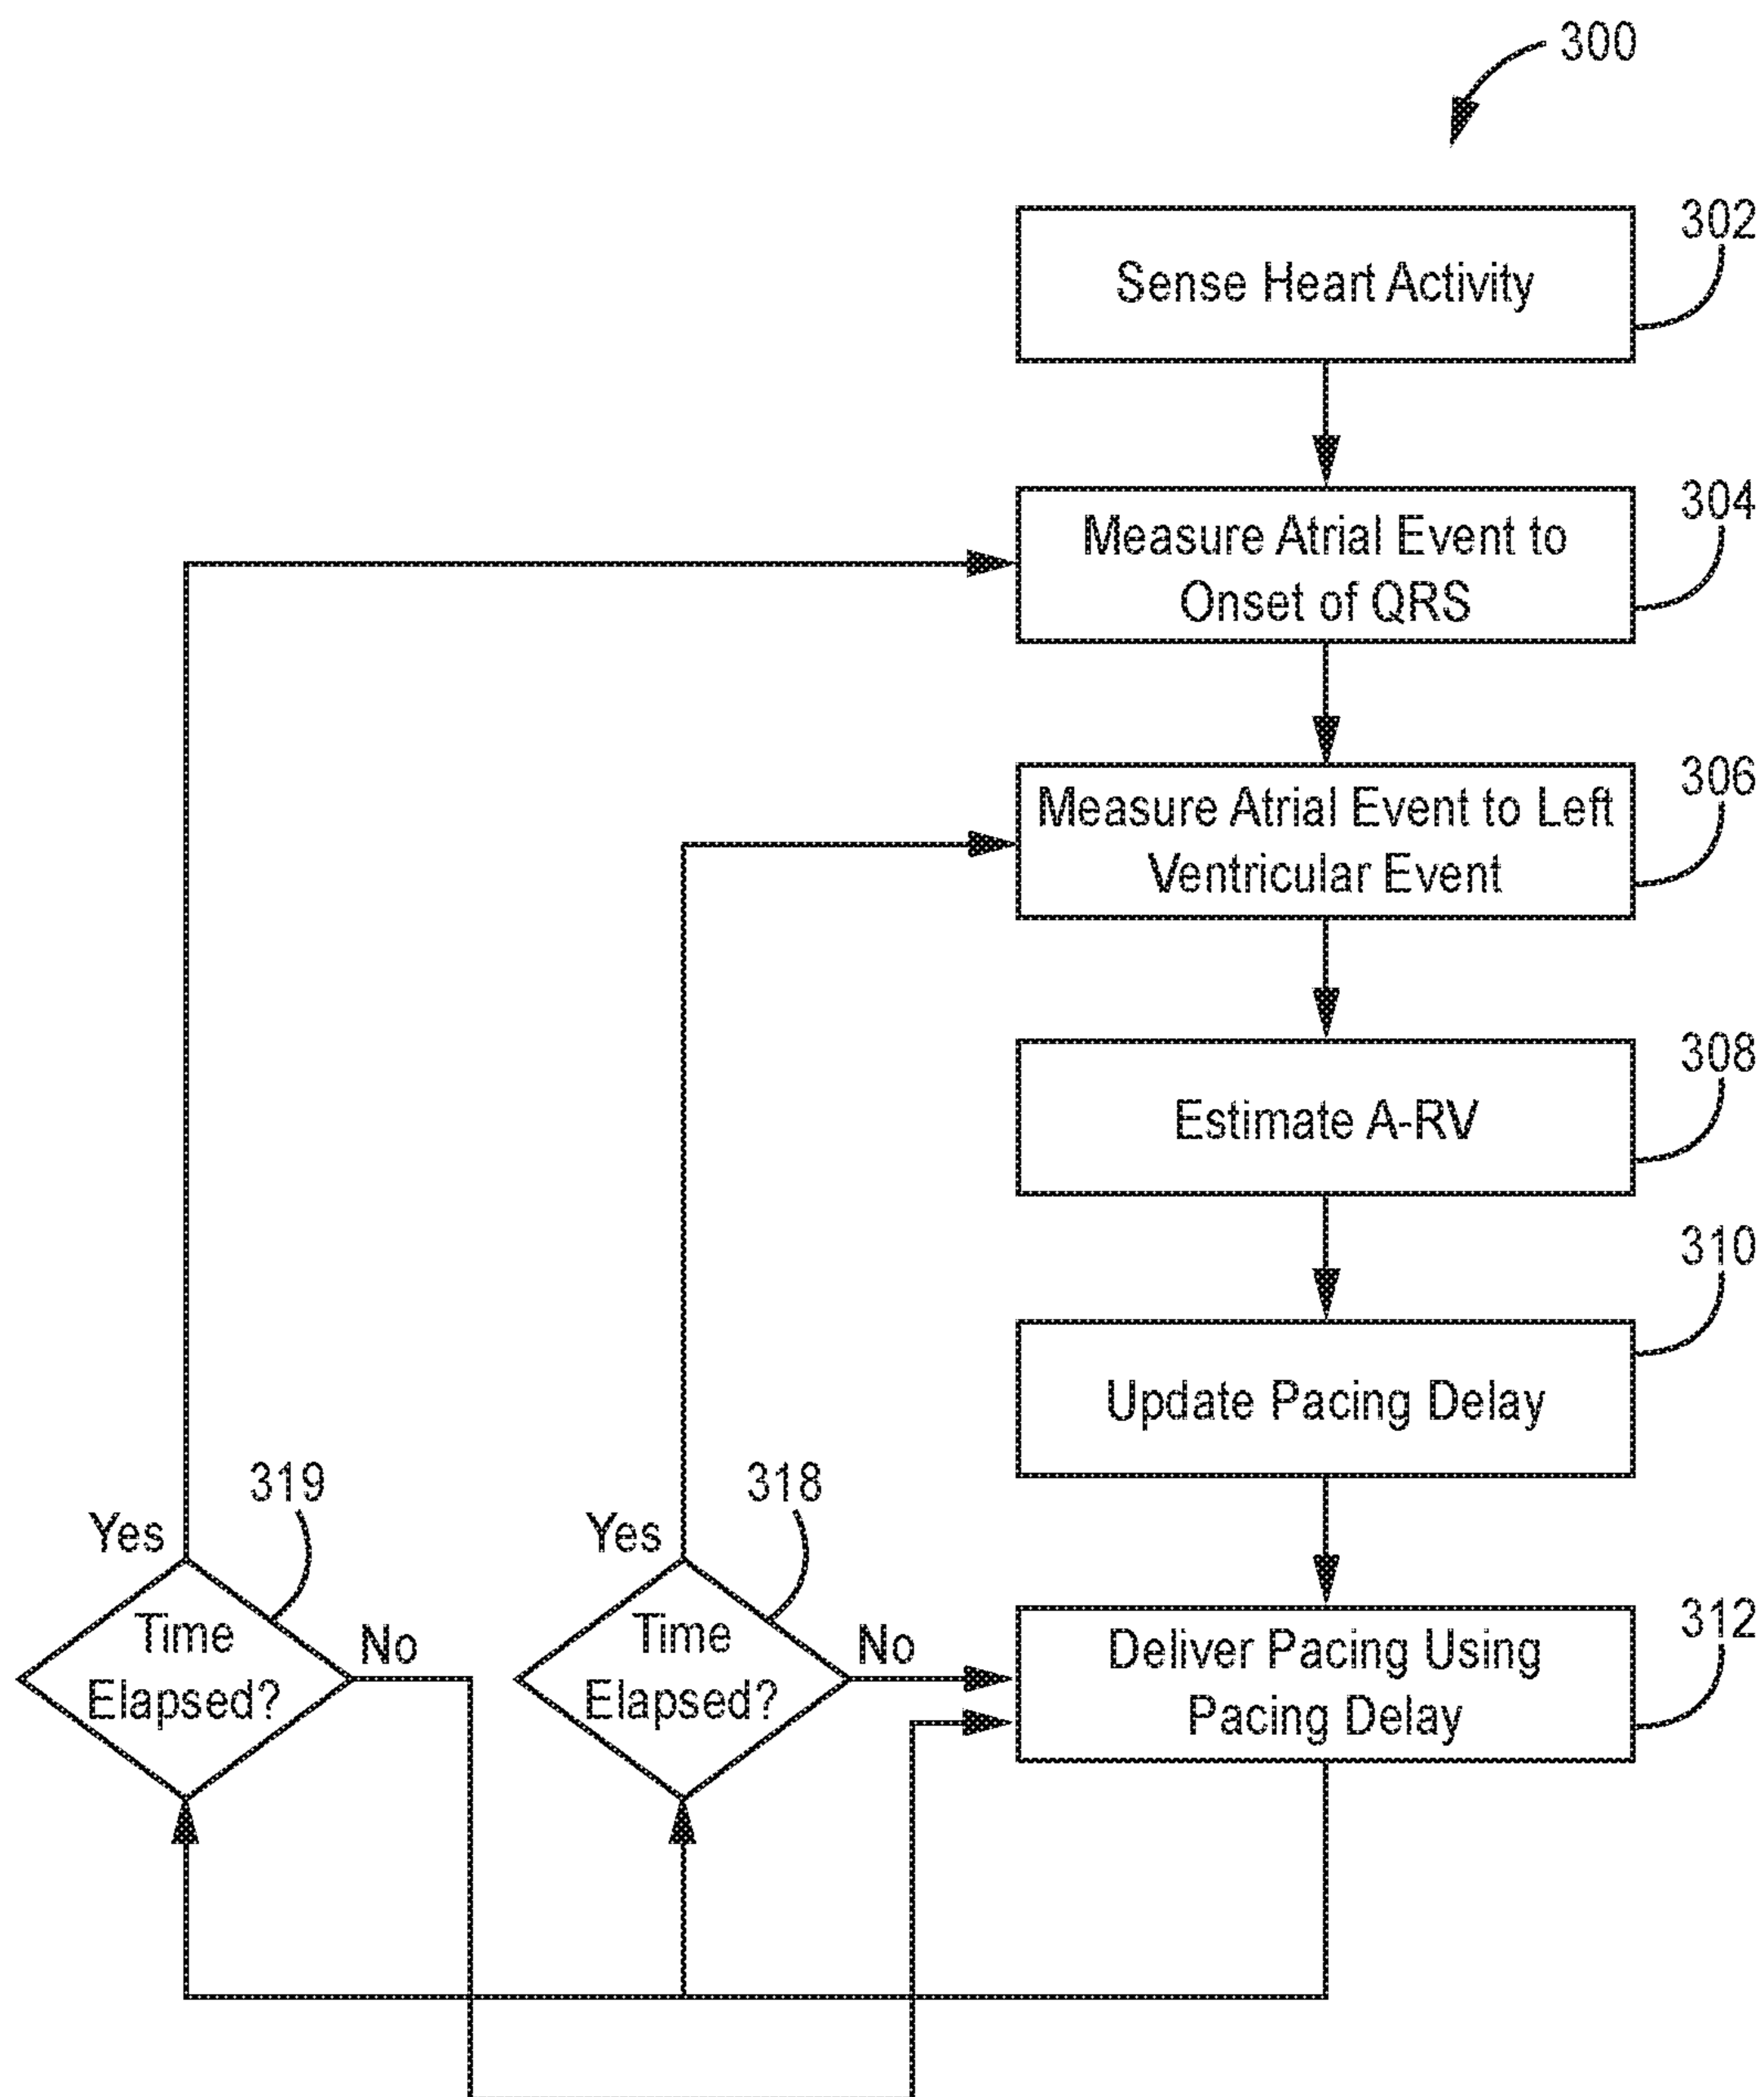 300
302
Sense Heart Activity
304
Measure Atrial Event to
Onset of QRS
306
Measure Atrial Event to Left
Ventricular Event
308
Estimate A-RV
310
Update Pacing Delay
319
318
Yes
Yes
Time
Elapsed?
No
Time
Elapsed?
No
312
Deliver Pacing Using
Pacing Delay